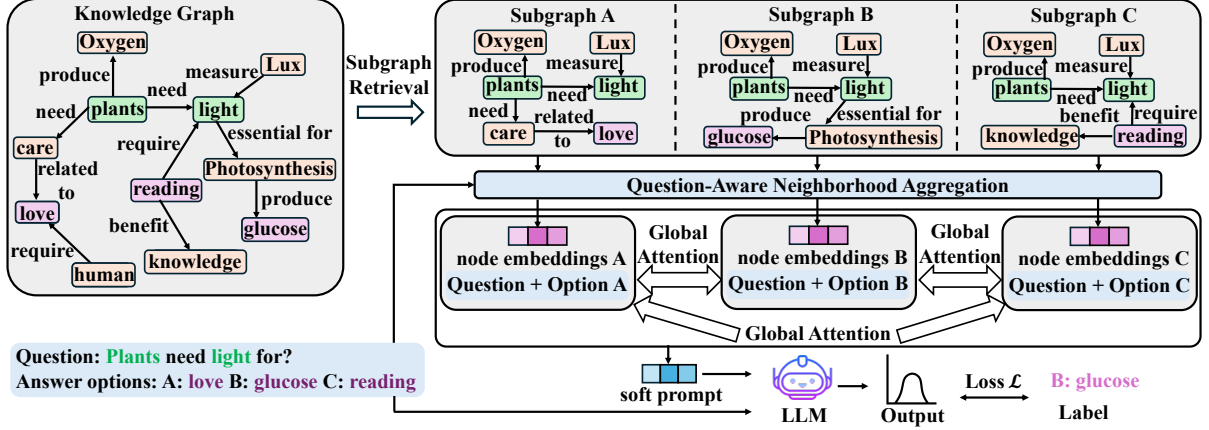 Knowledge Graph
Oxygen
Lux
produce
measure
need
plants
need
light
care
require
essential for
related
to
Photosynthesis
reading
produce
love
benefit
glucose
require
knowledge
human
Subgraph
Retrieval
Subgraph A
Oxygen
Lux
produce
measure
plants
need
light
need
care
related
to
love
Subgraph B
Oxygen
Lux
produce
measure
plants
need
light
produce
essential for
glucose
Photosynthesis
Subgraph C
Oxygen
Lux
produce
measure
plants
need
light
benefit
require
knowledge
reading
Question-Aware Neighborhood Aggregation
node embeddings A
Question + Option A
Global
Attention
node embeddings B
Question + Option B
Global
Attention
node embeddings C
Question + Option C
Global Attention
Question: Plants need light for?
Answer options: A: love B: glucose C: reading
soft prompt
LLM
Output
Loss ℒ
B: glucose
Label